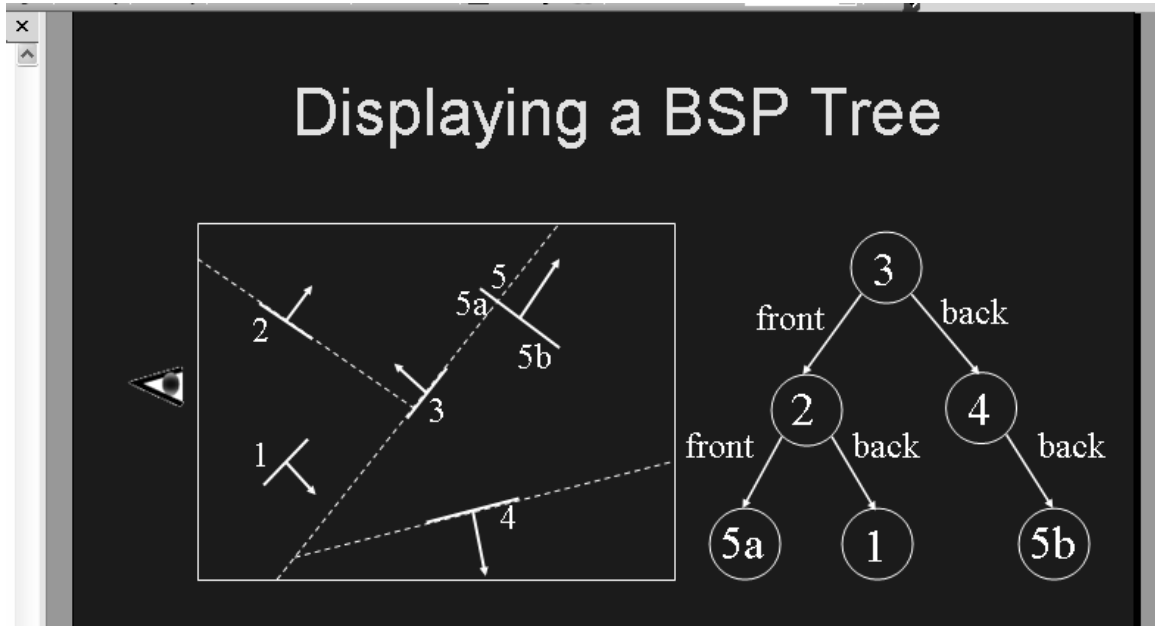 Displaying a BSP Tree
5
5a
5b
2
3
1
4
3
front back
2 4
front back back
5a 1 5b